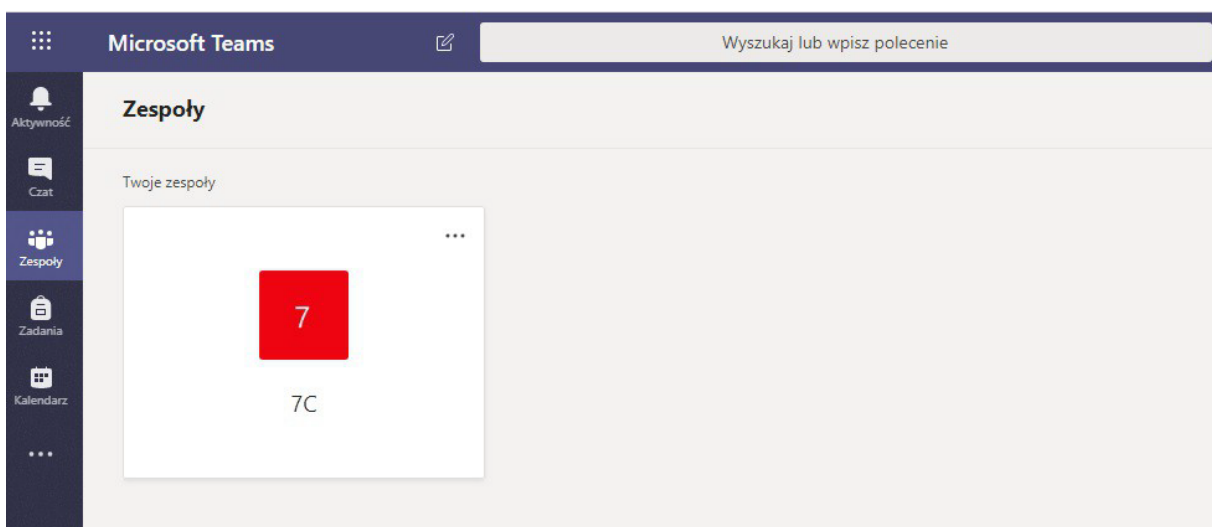 Microsoft Teams
Wyszukaj lub wpisz polecenie
Aktywność
Czat
Zespoły
Zadania
Kalendarz
Zespoły
Twoje zespoły
7
7C